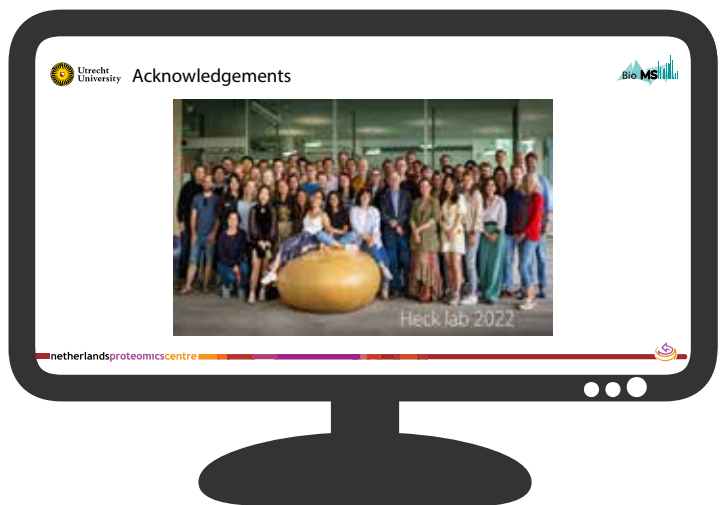 Utrecht
University
Acknowledgements
Bio MS
Heck lab 2022
netherlandsproteomicscentre